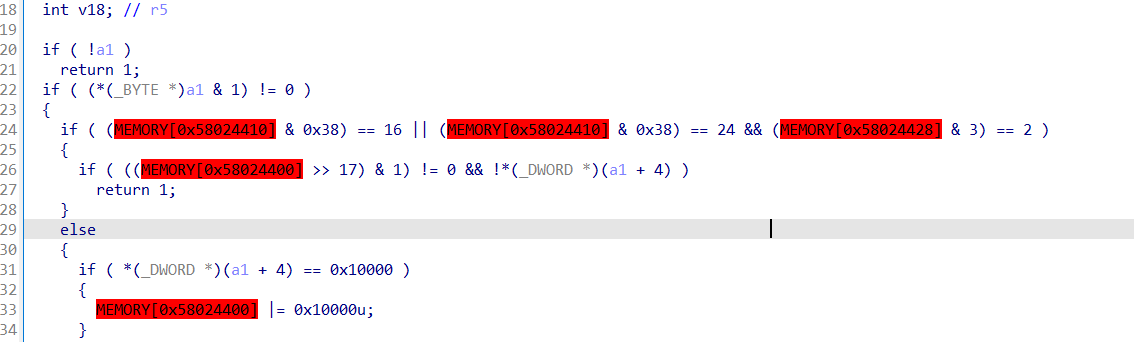 18 int v18; // r5
19
20 if ( !a1 )
21 return 1;
22 if ( (*(_BYTE *)a1 & 1) != 0 )
23 {
24 if ( (MEMORY[0x58024410] & 0x38) == 16 || (MEMORY[0x58024410] & 0x38) == 24 && (MEMORY[0x58024428] & 3) == 2 )
25 {
26 if ( ((MEMORY[0x58024400] >> 17) & 1) != 0 && !*(_DWORD *)(a1 + 4) )
27 return 1;
28 }
29 else
30 {
31 if ( *(_DWORD *)(a1 + 4) == 0x10000 )
32 {
33 MEMORY[0x58024400] |= 0x10000u;
34 }